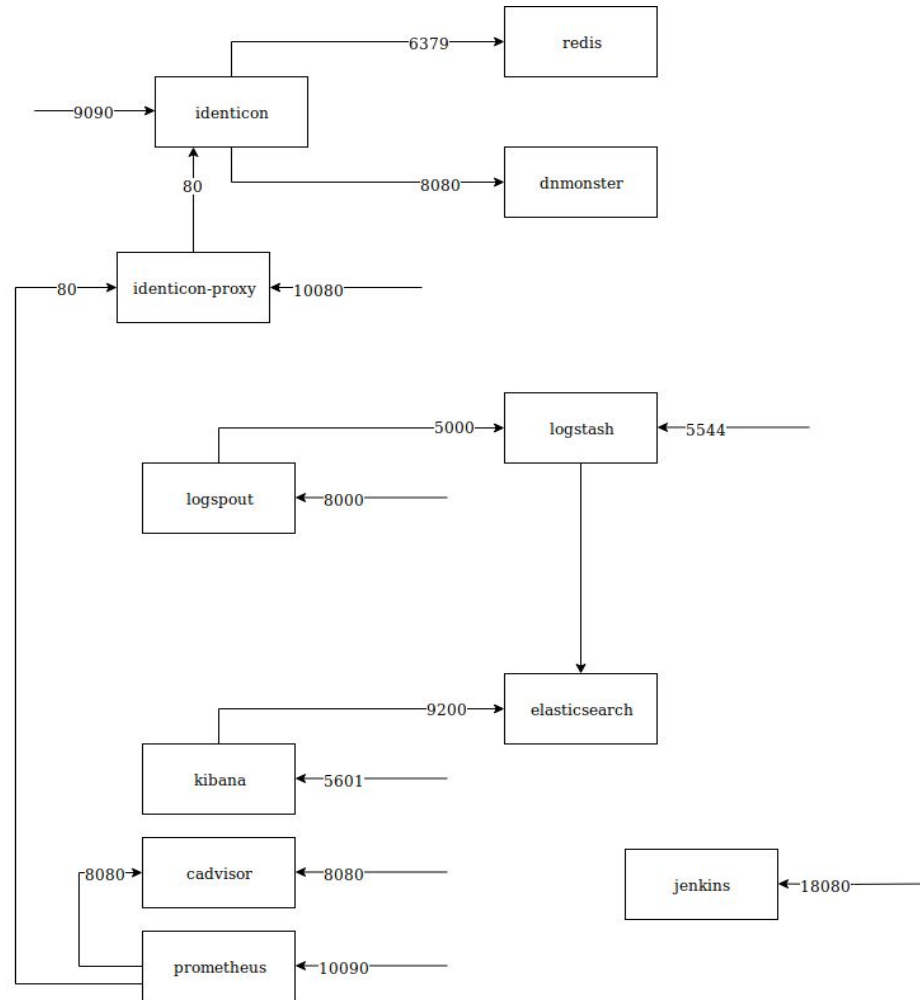 6379
redis
9090
identicon
80
8080
dnmonster
80
identicon-proxy
10080
5000
logstash
5544
logspout
8000
9200
elasticsearch
kibana
5601
8080
cadvisor
8080
jenkins
18080
prometheus
10090